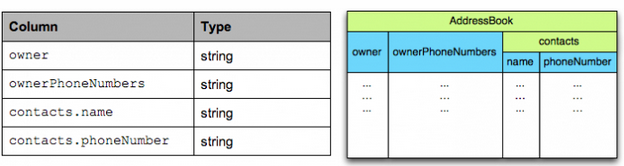 Column Type
owner string
ownerPhoneNumbers string
contacts.name string
contacts.phoneNumber string
AddressBook
owner ownerPhoneNumbers contacts
name phoneNumber
... ... ... ...
... ... ... ...
... ... ... ...